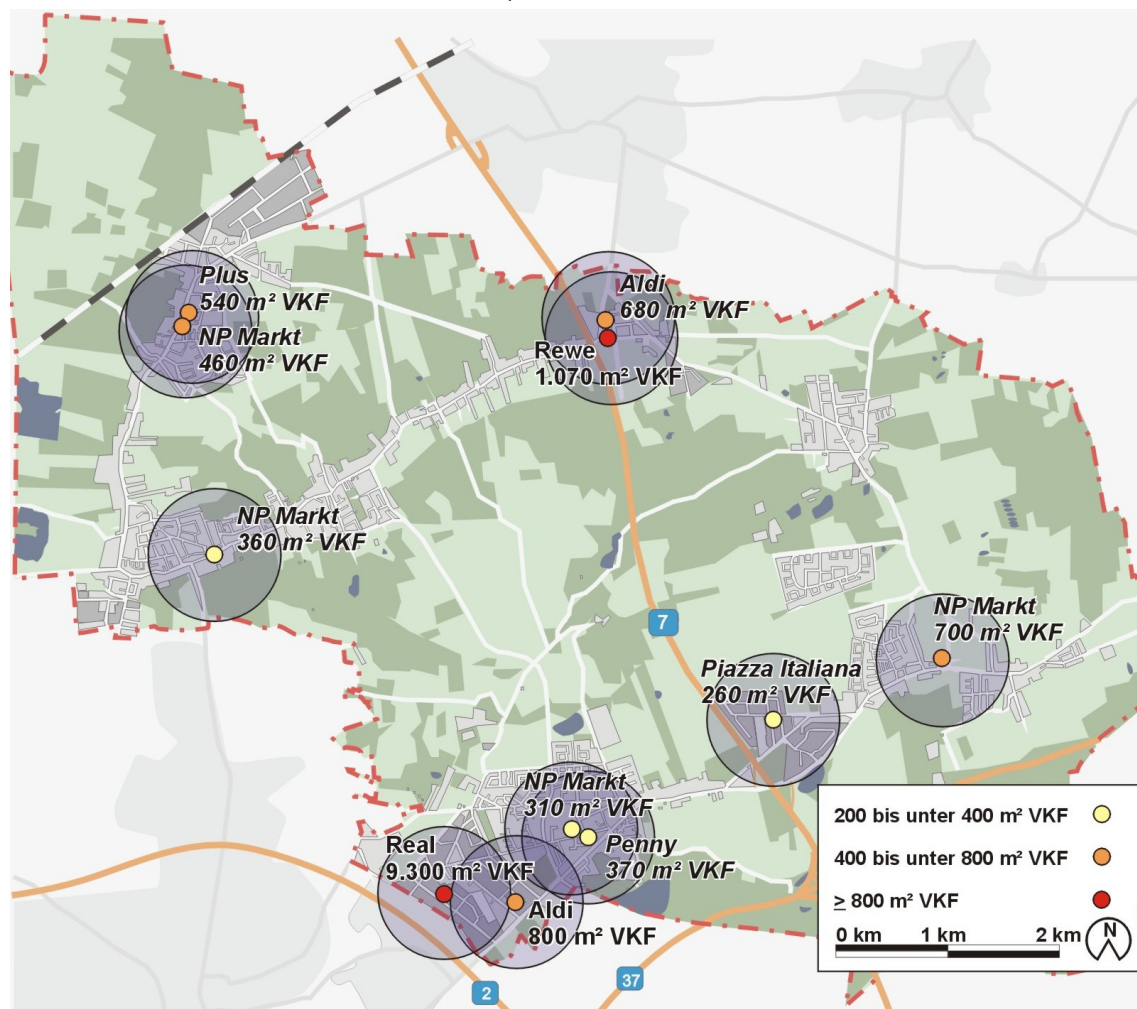 Plus
540 m² VKF
NP Markt
460 m² VKF
Aldi
680 m² VKF
Rewe
1.070 m² VKF
NP Markt
360 m² VKF
7
NP Markt
700 m² VKF
Piazza Italiana
260 m² VKF
NP Markt
310 m² VKF
Penny
370 m² VKF
Real
9.300 m² VKF
Aldi
800 m² VKF
2
37
200 bis unter 400 m² VKF
400 bis unter 800 m² VKF
≥ 800 m² VKF
0 km 1 km 2 km
N